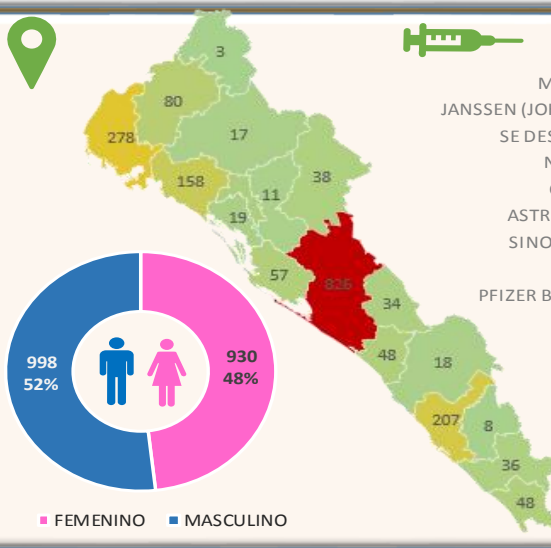 3
80
M
JANSSEN (JO
278
17
SE DES
38
N
158
11
19
ASTR
SINO
57
826
34
PFIZER B
998
52%
930
48%
48
18
207
8
36
48
FEMENINO
MASCULINO